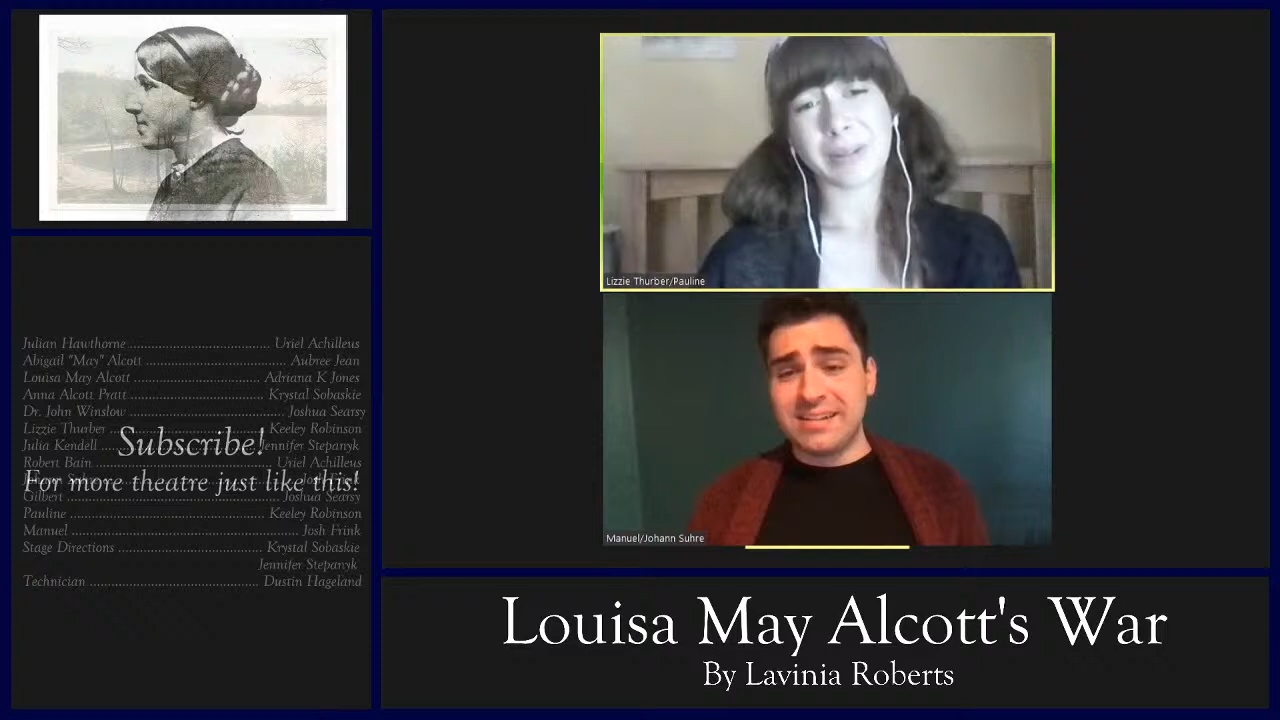 Julian Hawthorne .................................. Uriel Achilleus
Abigail "May" Alcott .................................. Aubree Jean
Louisa May Alcott ............................... Adriana K Jones
Anna Alcott Pratt ............................. Krystal Sobaskie
Dr. John Winslow .................................. Joshua Searsy
Lizzie Thurber .................................. Keeley Robinson
Subscribe!
Julia Kendell .................................. Jennifer Stepanyk
Robert Bain .................................. Uriel Achilleus
For more theatre just like this!
Gilbert .................................. Joshua Searsy
Pauline .................................. Keeley Robinson
Manuel .................................. Josh Frink
Stage Directions .................................. Krystal Sobaskie
Jennifer Stepanyk
Technician .................................. Dustin Hageland
Lizzie Thurber/Pauline
Manuel/Johann Suhre
Louisa May Alcott's War
By Lavinia Roberts